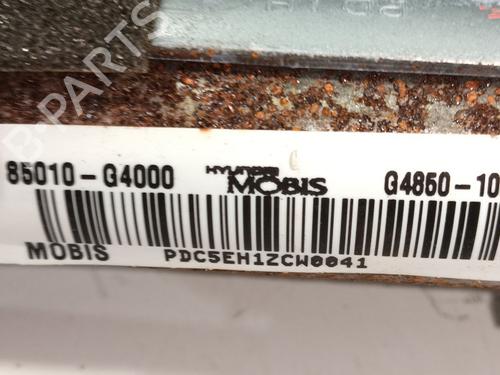 B-PARTS
85010-G4000 HYUNDAI MOBIS G4850-10
MOBIS PDC5EH1ZCW0041